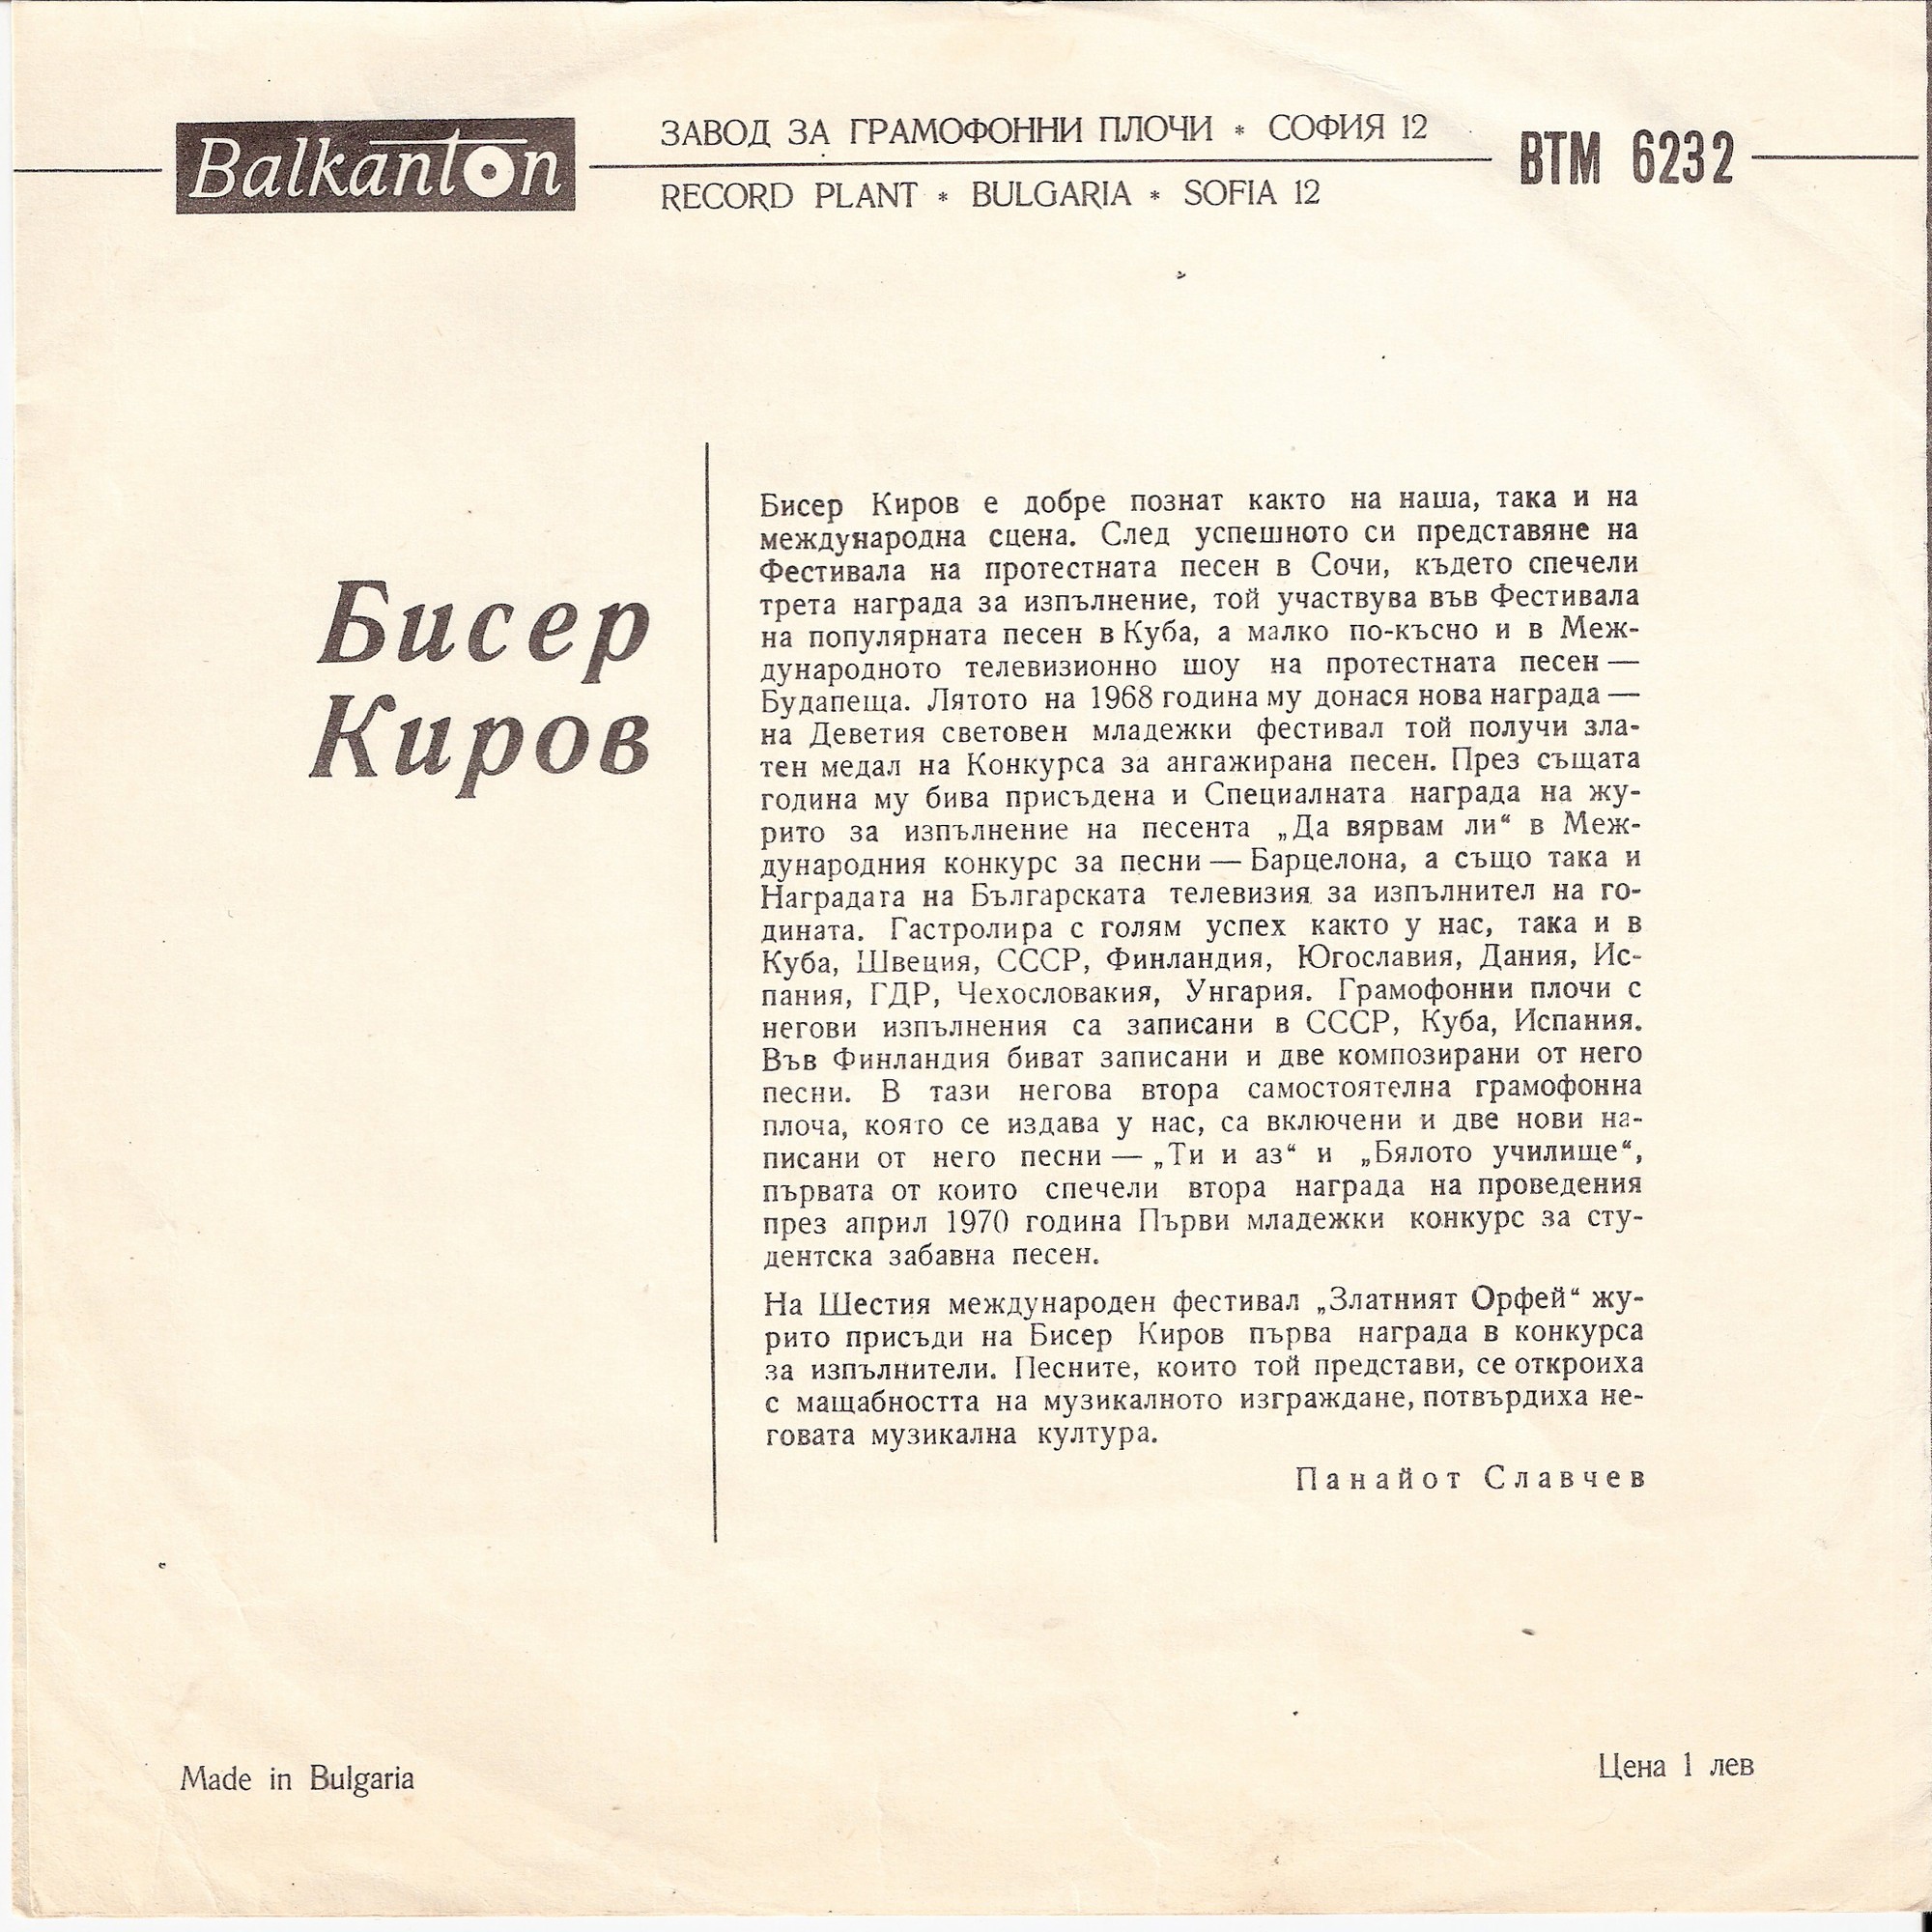 Balkanton
ЗАВОД ЗА ГРАМОФОННИ ПЛОЧИ * СОФИЯ 12
RECORD PLANT * BULGARIA * SOFIA 12
ВТМ 6232
Бисер
Киров
Бисер Киров е добре познат както на наша, така и на
международна сцена. След успешното си представяне на
Фестивала на протестната песен в Сочи, където спечели
трета награда за изпълнение, той участвува във Фестивала
на популярната песен в Куба, а малко по-късно и в Меж-
дународното телевизионно шоу на протестната песен —
Будапеща. Лятото на 1968 година му донася нова награда —
на Деветия световен младежки фестивал той получи зла-
тен медал на Конкурса за ангажирана песен. През същата
година му бива присъдена и Специалната награда на жу-
рито за изпълнение на песента „Да вярвам ли“ в Меж-
дународния конкурс за песни — Барцелона, а също така и
Наградата на Българската телевизия за изпълнител на го-
дината. Гастролира с голям успех както у нас, така и в
Куба, Швеция, СССР, Финландия, Югославия, Дания, Ис-
пания, ГДР, Чехословакия, Унгария. Грамофонни плочи с
негови изпълнения са записани в СССР, Куба, Испания.
Във Финландия биват записани и две композирани от него
песни. В тази негова втора самостоятелна грамофонна
плоча, която се издава у нас, са включени и две нови на-
писани от него песни — „Ти и аз“ и „Бялото училище“,
първата от които спечели втора награда на проведения
през април 1970 година Първи младежки конкурс за сту-
дентска забавна песен.
На Шестия международен фестивал „Златният Орфей“ жу-
рито присъди на Бисер Киров първа награда в конкурса
за изпълнители. Песните, които той представи, се откроиха
с мащабността на музикалното изграждане, потвърдиха не-
говата музикална култура.
Панайот Славчев
Made in Bulgaria
Цена 1 лев